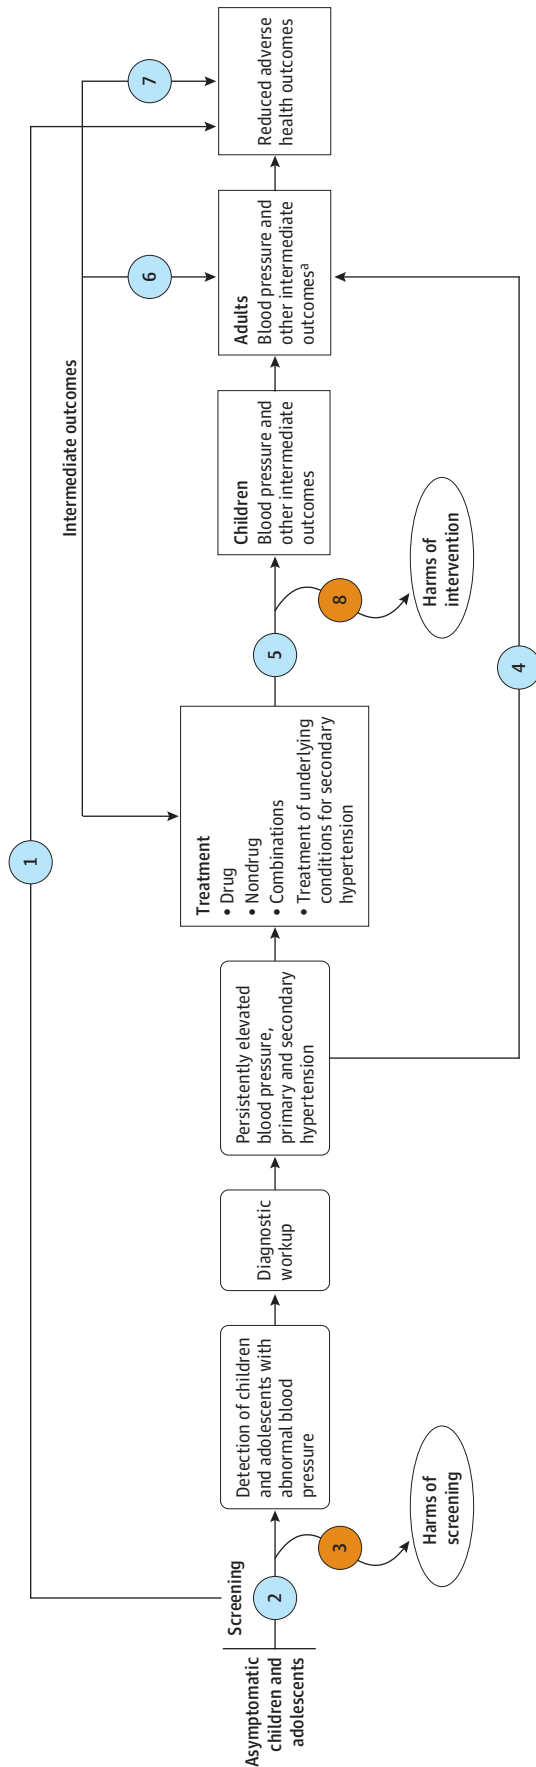 1
Intermediate outcomes
6
7
Asymptomatic
children and
adolescents
Screening
2
3
Harms of
screening
Detection of children
and adolescents with
abnormal blood
pressure
Diagnostic
workup
Persistently elevated
blood pressure,
primary and secondary
hypertension
Treatment
• Drug
• Nondrug
• Combinations
• Treatment of underlying
conditions for secondary
hypertension
5
8
Harms of
intervention
Children
Blood pressure and
other intermediate
outcomes
Adults
Blood pressure and
other intermediate
outcomesᵃ
Reduced adverse
health outcomes
4